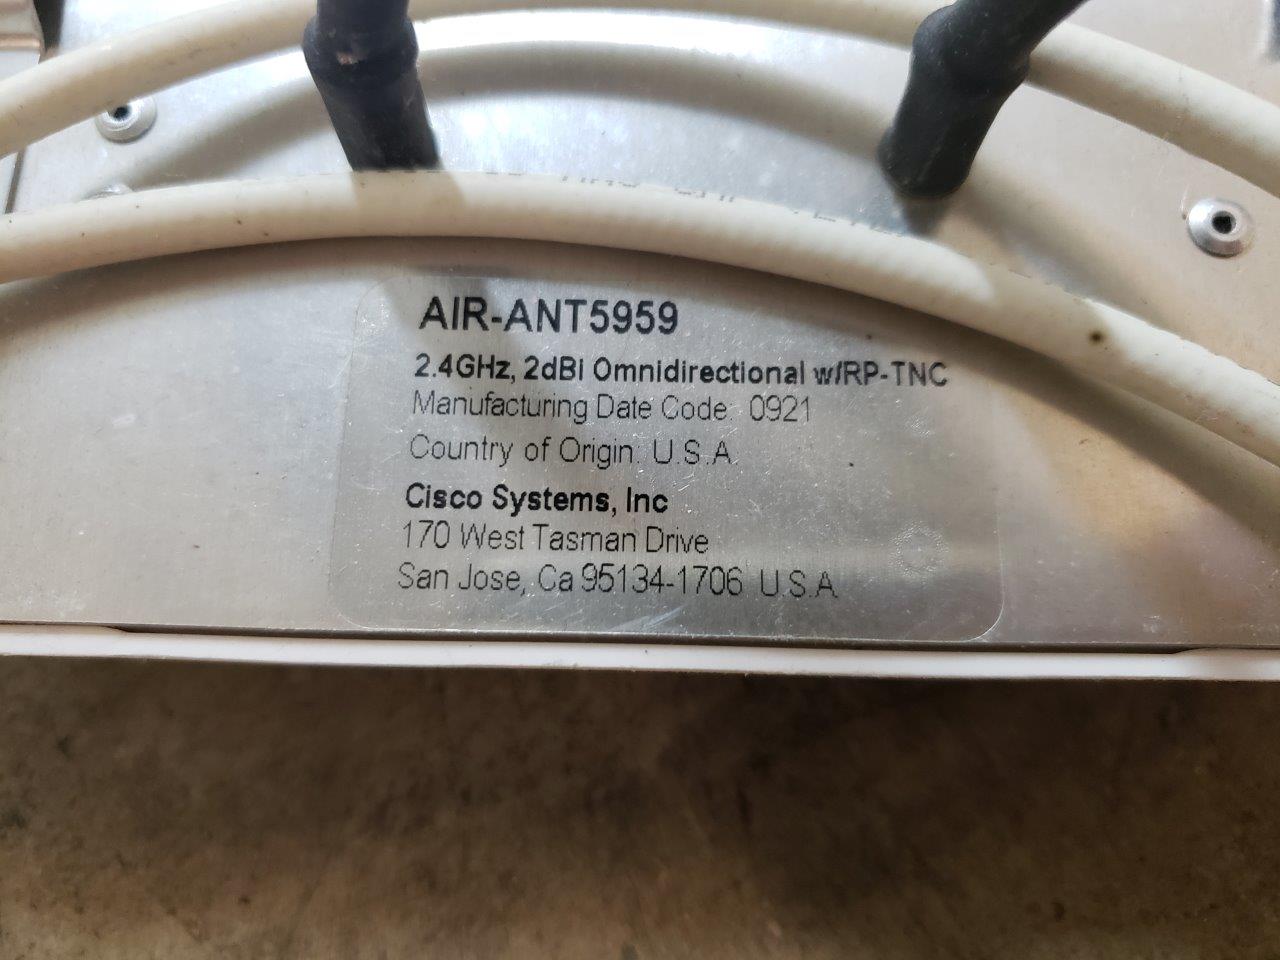 AIR-ANT5959
2.4GHz, 2dBi Omnidirectional w/RP-TNC
Manufacturing Date Code: 0921
Country of Origin: U.S.A.
Cisco Systems, Inc
170 West Tasman Drive
San Jose, Ca 95134-1706 U.S.A.